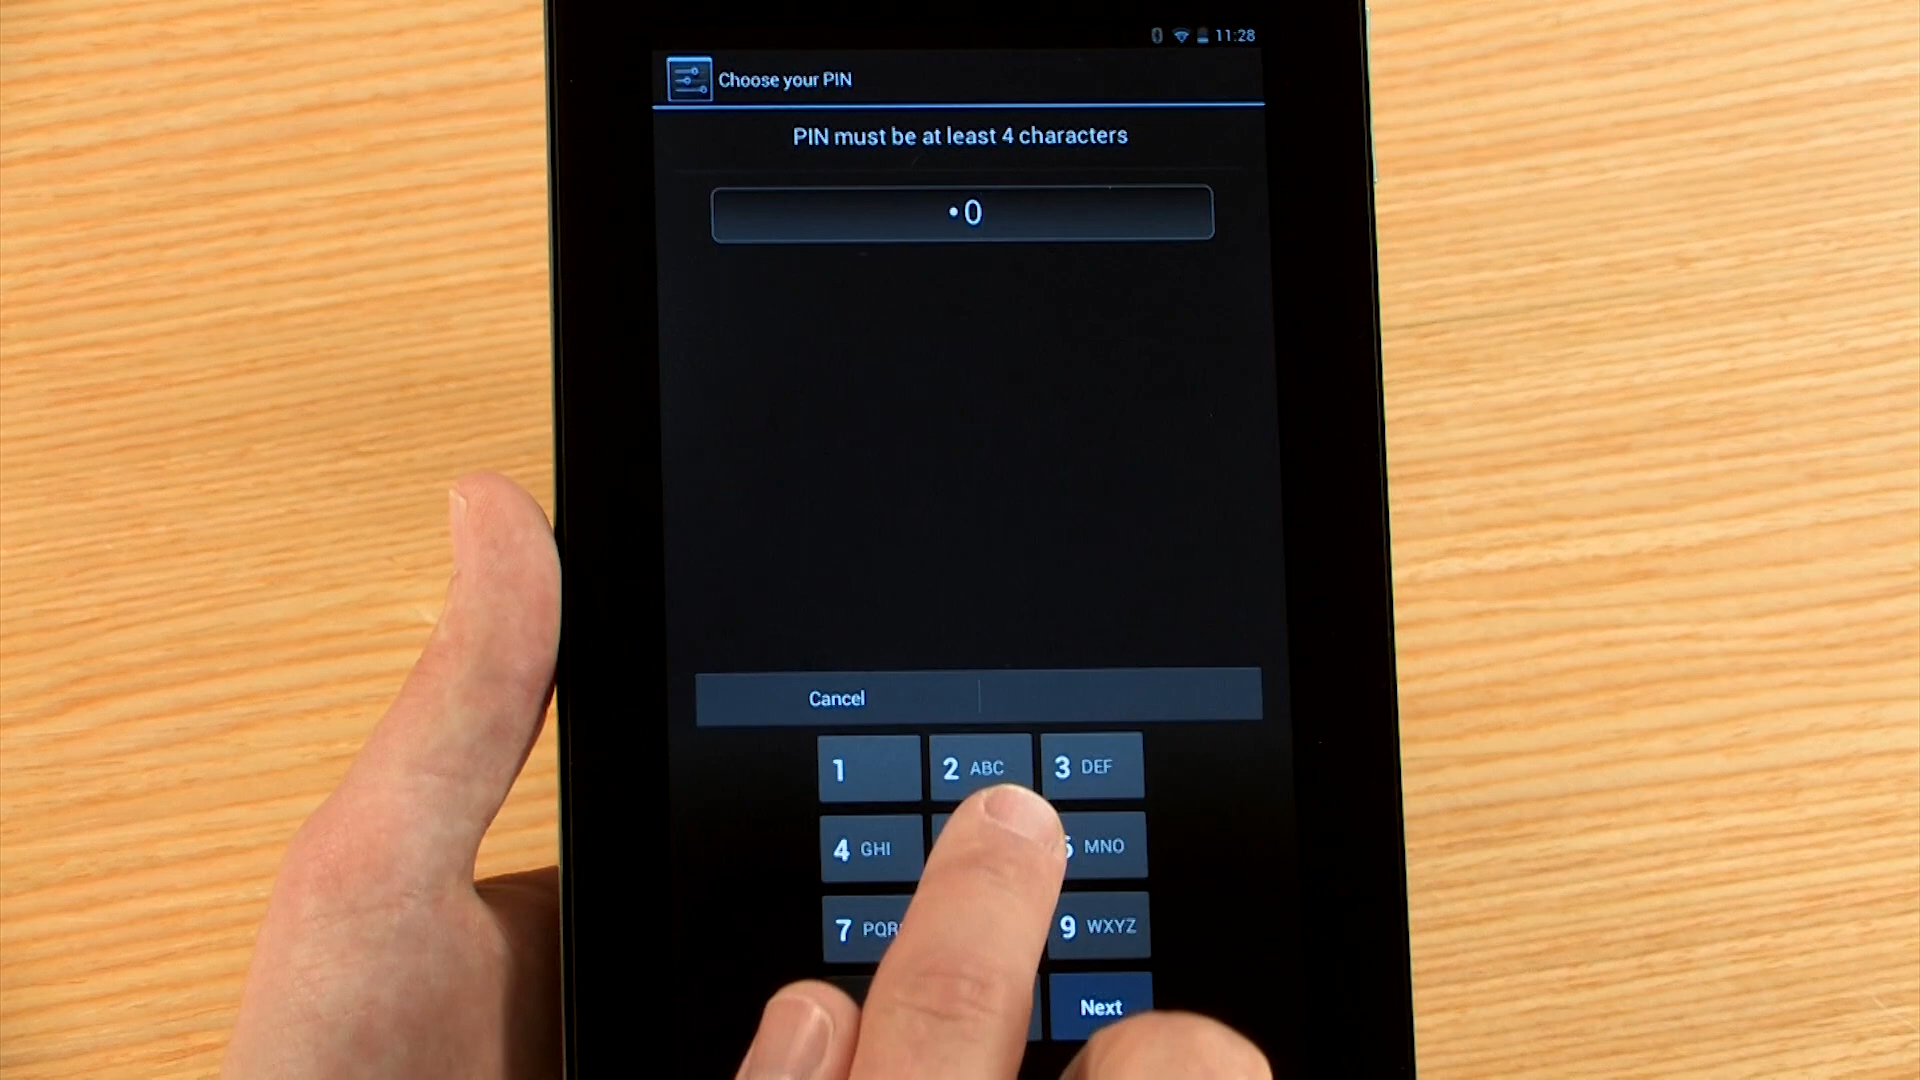 11:28
Choose your PIN
PIN must be at least 4 characters
•0
Cancel
1 2 ABC 3 DEF
4 GHI MNO
7 PQR 9 WXYZ
Next